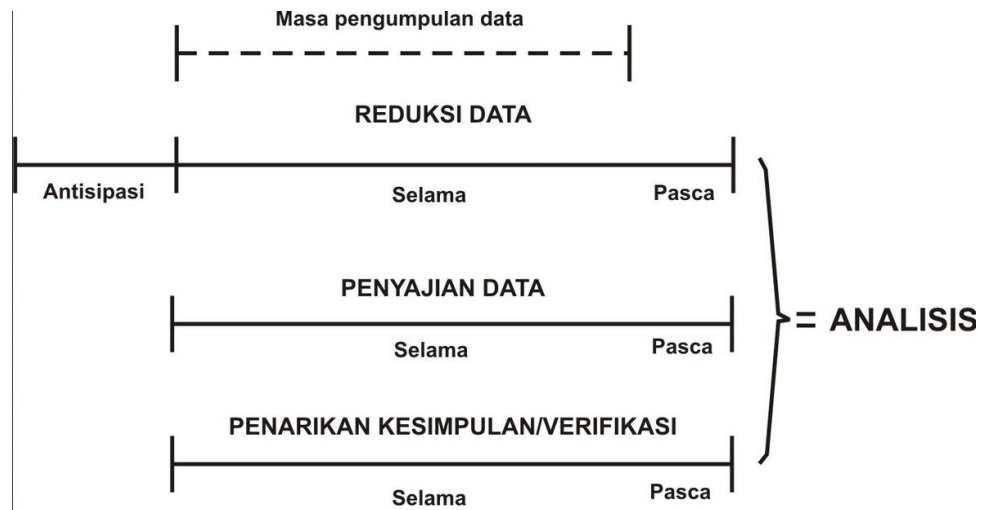 Masa pengumpulan data
REDUKSI DATA
Antisipasi
Selama
Pasca
PENYAJIAN DATA
Selama
Pasca
= ANALISIS
PENARIKAN KESIMPULAN/VERIFIKASI
Selama
Pasca